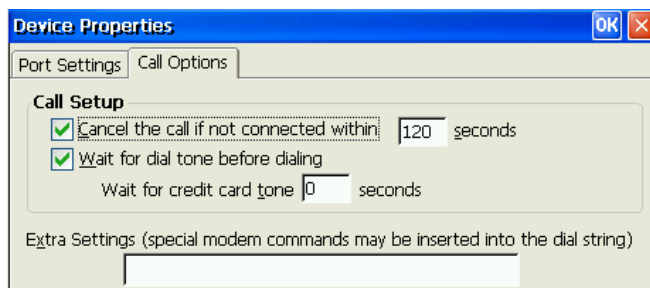 Device Properties OK
Port Settings Call Options
Call Setup
Cancel the call if not connected within 120 seconds
Wait for dial tone before dialing
Wait for credit card tone 0 seconds
Extra Settings (special modem commands may be inserted into the dial string)